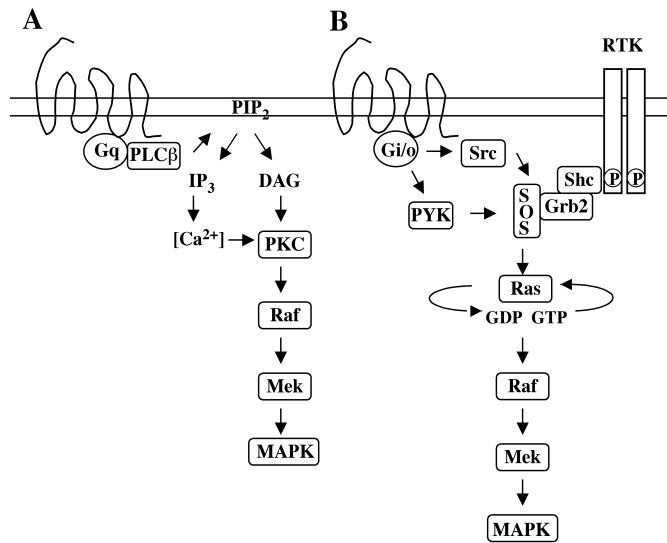 A
B
RTK
PIP2
Gq
PLCβ
Gi/o
Src
IP3
DAG
Shc
P
P
PYK
SOS
Grb2
[Ca2+]
PKC
Ras
GDP GTP
Raf
Raf
Mek
Mek
MAPK
MAPK